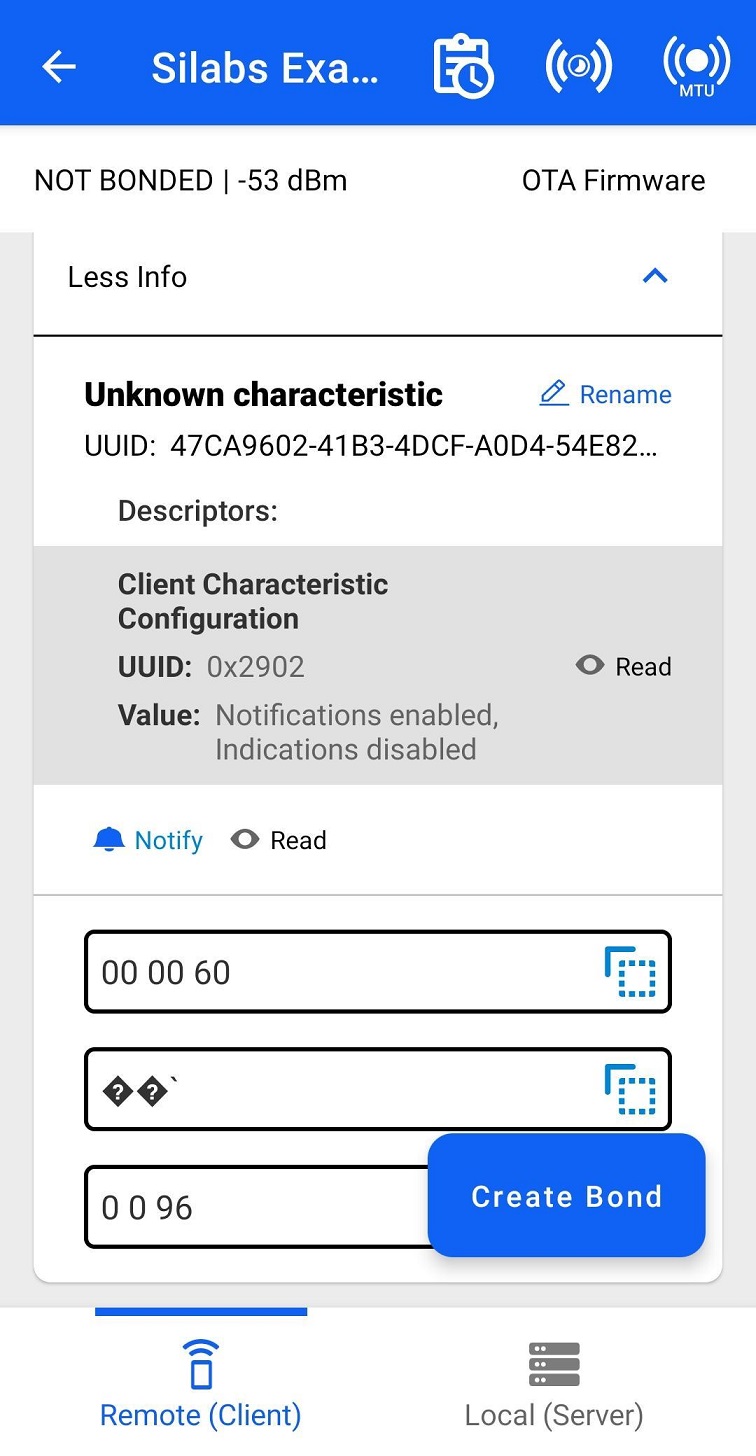 Silabs Exa...
MTU
NOT BONDED | -53 dBm
OTA Firmware
Less Info
Unknown characteristic
Rename
UUID: 47CA9602-41B3-4DCF-A0D4-54E82...
Descriptors:
Client Characteristic
Configuration
UUID: 0x2902
Read
Value: Notifications enabled,
Indications disabled
Notify
Read
00 00 60
��`
0 0 96
Create Bond
Remote (Client)
Local (Server)